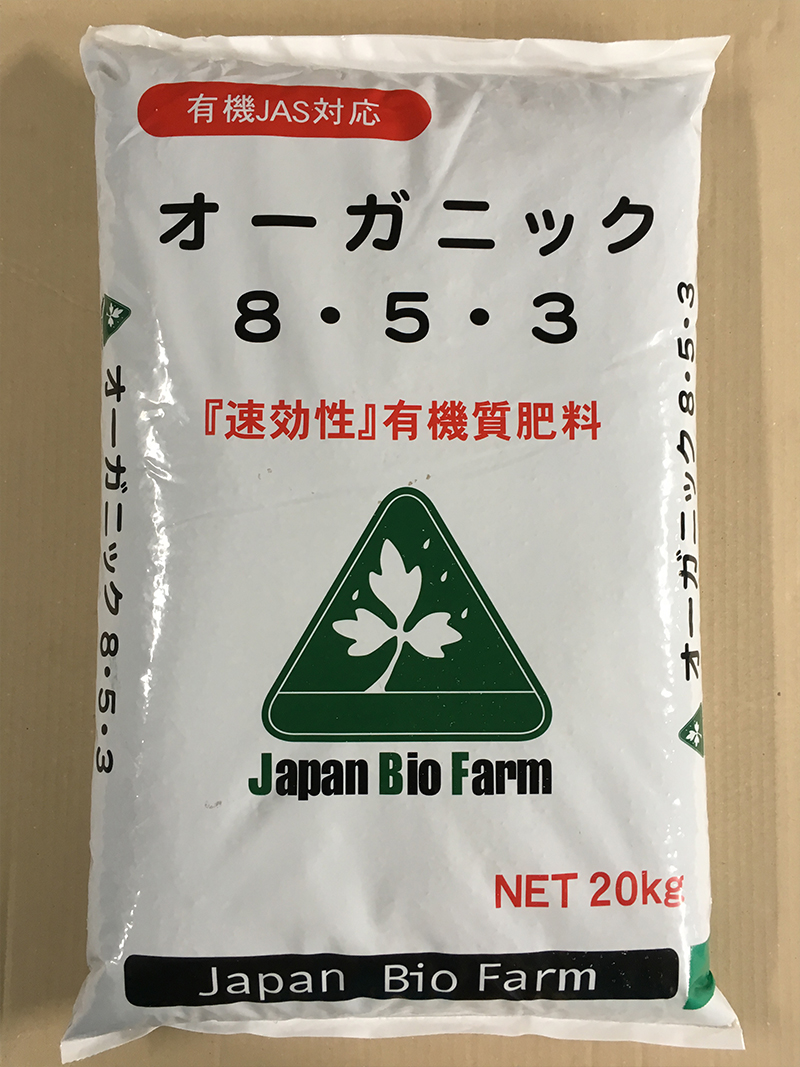 有機JAS対応
オーガニック
8・5・3
『速効性』有機質肥料
Japan Bio Farm
NET 20kg
Japan Bio Farm
オーガニック 8・5・3
オーガニック 8・5・3